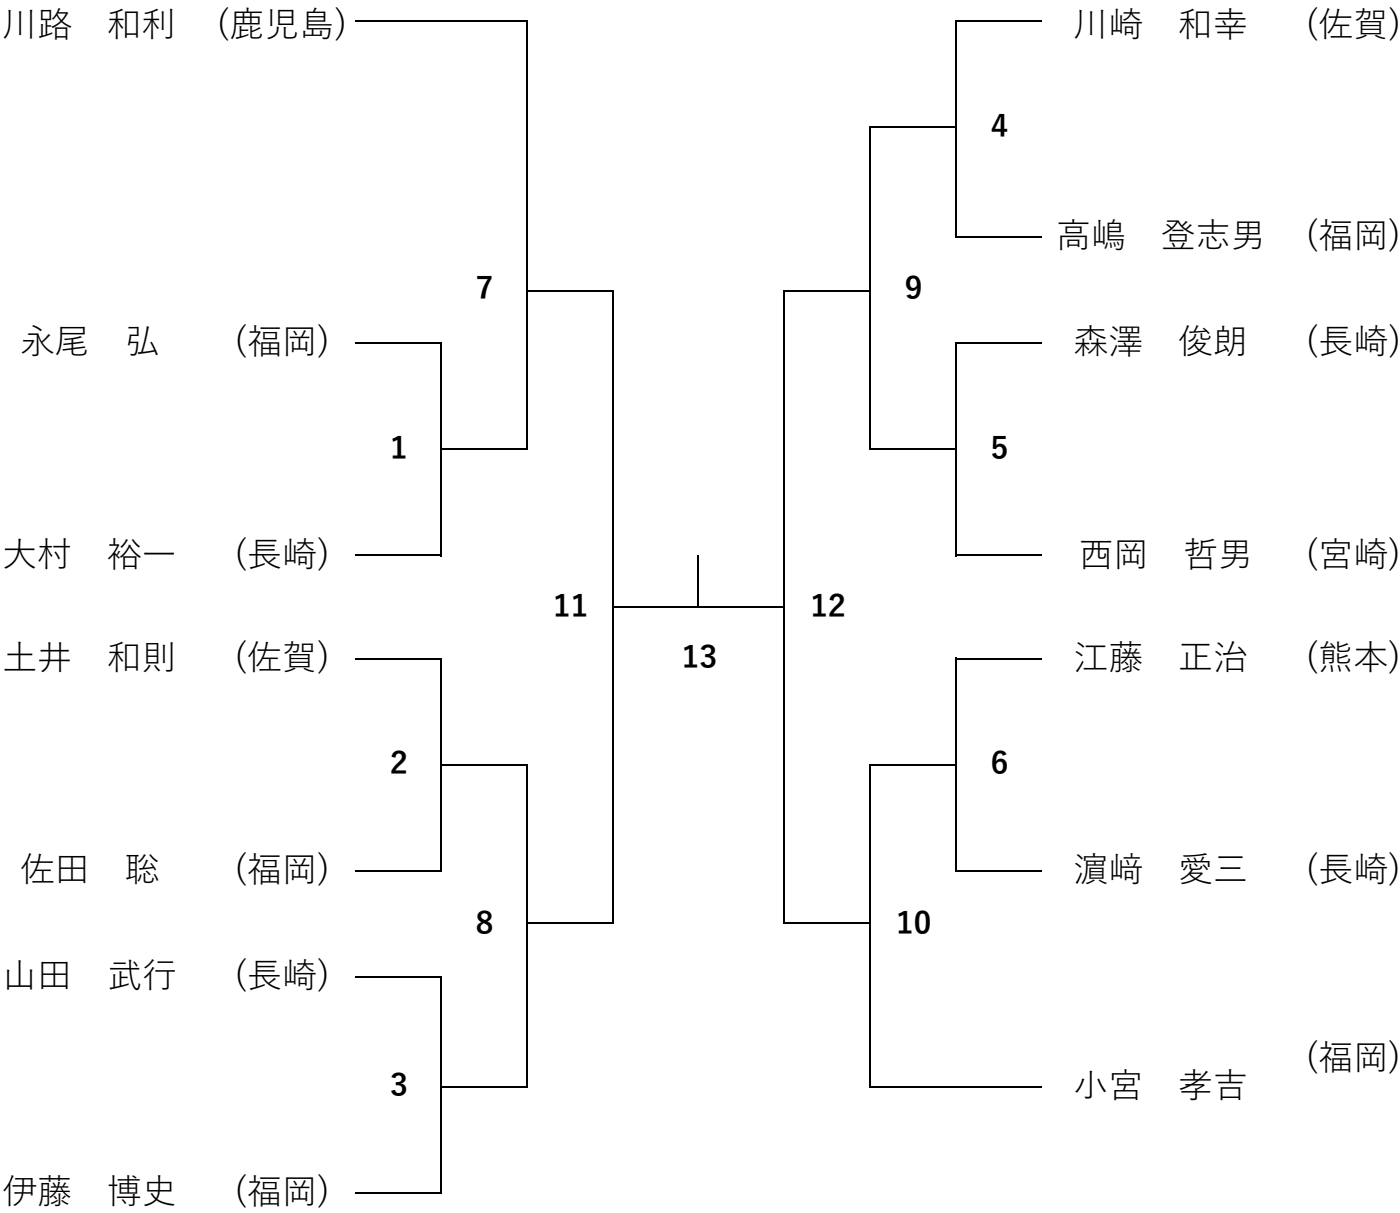 川路　和利　(鹿児島)
川崎　和幸　(佐賀)
4
高嶋　登志男　(福岡)
7
9
永尾　弘　(福岡)
森澤　俊朗　(長崎)
1
5
大村　裕一　(長崎)
西岡　哲男　(宮崎)
11
12
13
土井　和則　(佐賀)
江藤　正治　(熊本)
2
6
佐田　聡　(福岡)
濵﨑　愛三　(長崎)
8
10
山田　武行　(長崎)
小宮　孝吉　(福岡)
3
伊藤　博史　(福岡)